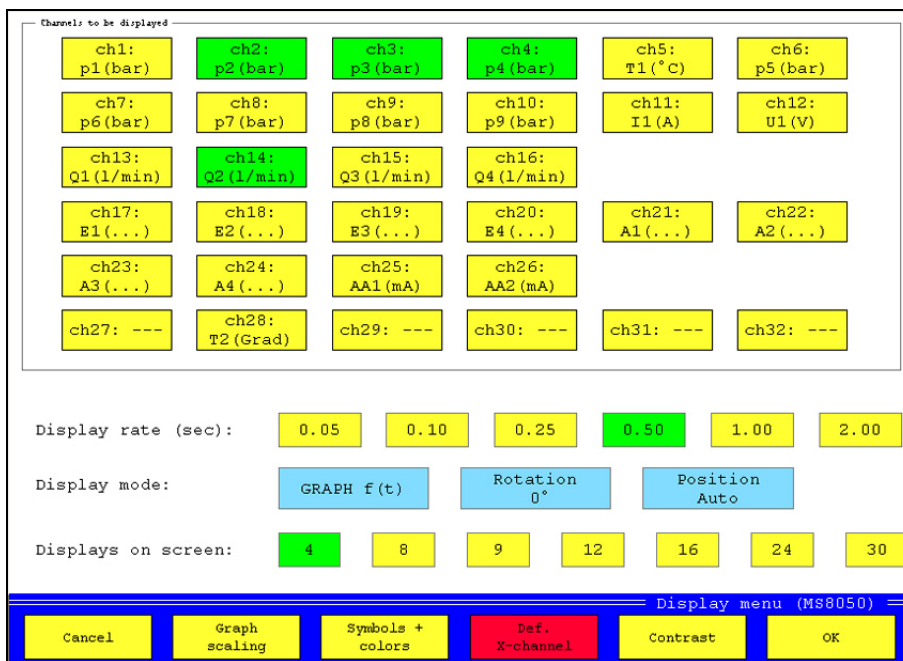 Channels to be displayed
ch1: ch2: ch3: ch4: ch5: ch6:
p1(bar) p2(bar) p3(bar) p4(bar) T1(°C) p5(bar)
ch7: ch8: ch9: ch10: ch11: ch12:
p6(bar) p7(bar) p8(bar) p9(bar) I1(A) U1(V)
ch13: ch14: ch15: ch16:
Q1(l/min) Q2(l/min) Q3(l/min) Q4(l/min)
ch17: ch18: ch19: ch20: ch21: ch22:
E1(...) E2(...) E3(...) E4(...) A1(...) A2(...)
ch23: ch24: ch25: ch26:
A3(...) A4(...) AA1(mA) AA2(mA)
ch27: --- ch28: ch29: --- ch30: --- ch31: --- ch32: ---
T2(Grad)
Display rate (sec): 0.05 0.10 0.25 0.50 1.00 2.00
Display mode: GRAPH f(t) Rotation Position
0° Auto
Displays on screen: 4 8 9 12 16 24 30
Display menu (MS8050)
Cancel Graph Symbols + Def. Contrast OK
scaling colors X-channel